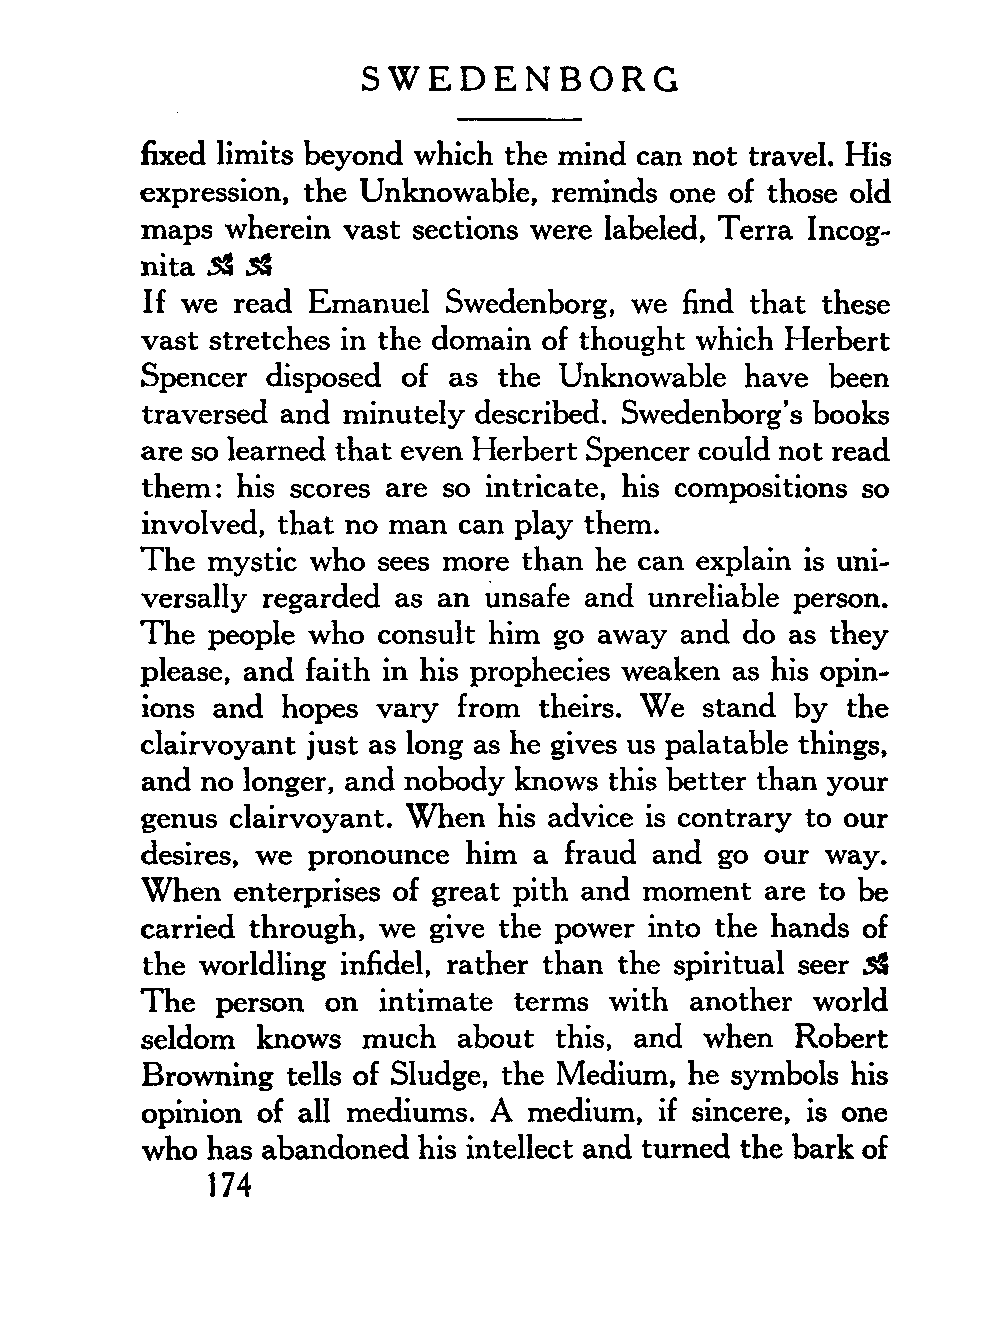 SWEDENBORG
fixed limits beyond which the mind can not travel. His
expression, the Unknowable, reminds one of those old
maps wherein vast sections were labeled, Terra Incog-
nita
If we read Emanuel Swedenborg, we find that these
vast stretches in the domain of thought which Herbert
Spencer disposed of as the Unknowable have been
traversed and minutely described. Swedenborg's books
are so learned that even Herbert Spencer could not read
them: his scores are so intricate, his compositions so
involved, that no man can play them.
The mystic who sees more than he can explain is uni-
versally regarded as an unsafe and unreliable person.
The people who consult him go away and do as they
please, and faith in his prophecies weaken as his opin-
ions and hopes vary from theirs. We stand by the
clairvoyant just as long as he gives us palatable things,
and no longer, and nobody knows this better than your
genus clairvoyant. When his advice is contrary to our
desires, we pronounce him a fraud and go our way.
When enterprises of great pith and moment are to be
carried through, we give the power into the hands of
the worldling infidel, rather than the spiritual seer
The person on intimate terms with another world
seldom knows much about this, and when Robert
Browning tells of Sludge, the Medium, he symbols his
opinion of all mediums. A medium, if sincere, is one
who has abandoned his intellect and turned the bark of
174